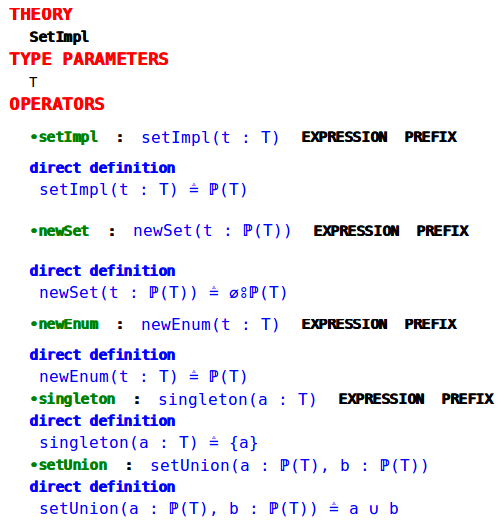 THEORY
SetImpl
TYPE PARAMETERS
T
OPERATORS
•setImpl : setImpl(t : T) EXPRESSION PREFIX
direct definition
setImpl(t : T) ≙ ℙ(T)
•newSet : newSet(t : ℙ(T)) EXPRESSION PREFIX
direct definition
newSet(t : ℙ(T)) ≙ ∅⦂ℙ(T)
•newEnum : newEnum(t : T) EXPRESSION PREFIX
direct definition
newEnum(t : T) ≙ ℙ(T)
•singleton : singleton(a : T) EXPRESSION PREFIX
direct definition
singleton(a : T) ≙ {a}
•setUnion : setUnion(a : ℙ(T), b : ℙ(T))
direct definition
setUnion(a : ℙ(T), b : ℙ(T)) ≙ a ∪ b